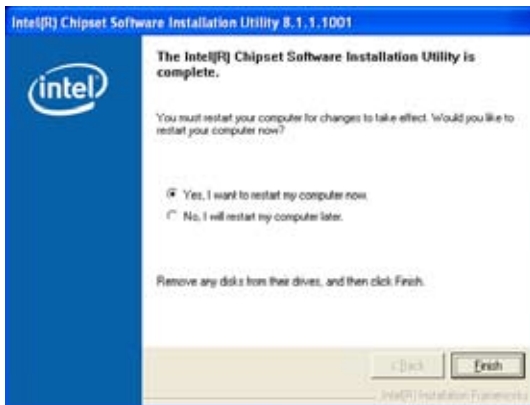 Intel(R) Chipset Software Installation Utility 8.1.1.1001
intel
The Intel(R) Chipset Software Installation Utility is
complete.
You must restart your computer for changes to take effect. Would you like to
restart your computer now?
Yes, I want to restart my computer now.
No, I will restart my computer later.
Remove any disks from their drives, and then click Finish.
< Back
Finish
Intel(R) Installation Framework